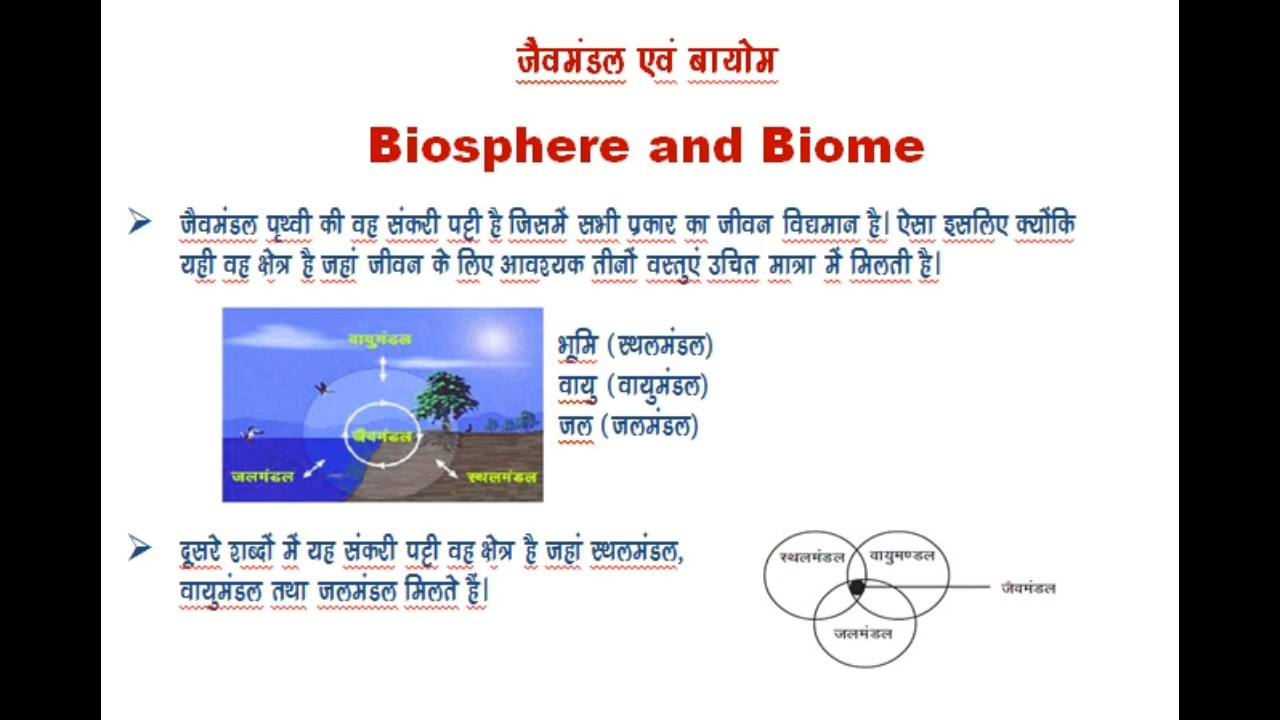 जैवमंडल एवं बायोम
Biosphere and Biome
जैवमंडल पृथ्वी की वह संकरी पट्टी है जिसमें सभी प्रकार का जीवन विद्यमान है। ऐसा इसलिए क्योंकि
यही वह क्षेत्र है जहां जीवन के लिए आवश्यक तीनों वस्तुएं उचित मात्रा में मिलती है।
वायुमंडल
जैवमंडल
जलमंडल
स्थलमंडल
भूमि (स्थलमंडल)
वायु (वायुमंडल)
जल (जलमंडल)
दूसरे शब्दों में यह संकरी पट्टी वह क्षेत्र है जहां स्थलमंडल,
वायुमंडल तथा जलमंडल मिलते हैं।
स्थलमंडल
वायुमण्डल
जैवमंडल
जलमंडल